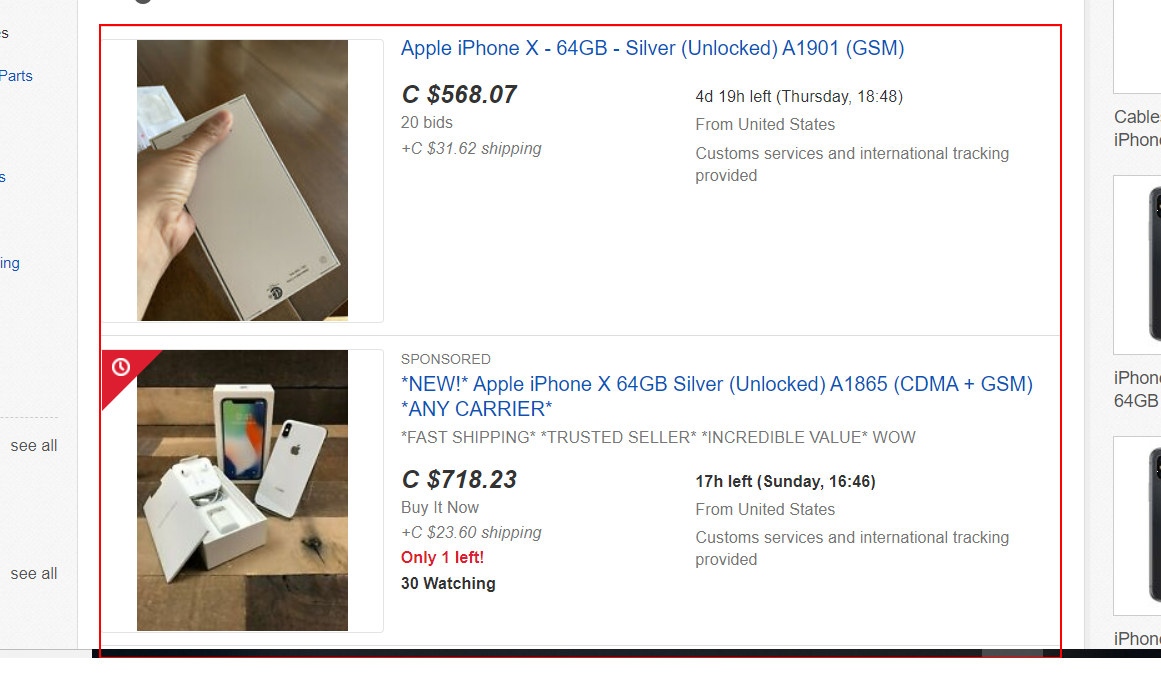 s
Parts
s
ing
see all
see all
Apple iPhone X - 64GB - Silver (Unlocked) A1901 (GSM)
C $568.07
20 bids
+C $31.62 shipping
4d 19h left (Thursday, 18:48)
From United States
Customs services and international tracking
provided
SPONSORED
*NEW!* Apple iPhone X 64GB Silver (Unlocked) A1865 (CDMA + GSM)
*ANY CARRIER*
*FAST SHIPPING* *TRUSTED SELLER* *INCREDIBLE VALUE* WOW
C $718.23
Buy It Now
+C $23.60 shipping
Only 1 left!
30 Watching
17h left (Sunday, 16:46)
From United States
Customs services and international tracking
provided
Cable
iPhon
iPhon
64GB
iPhon